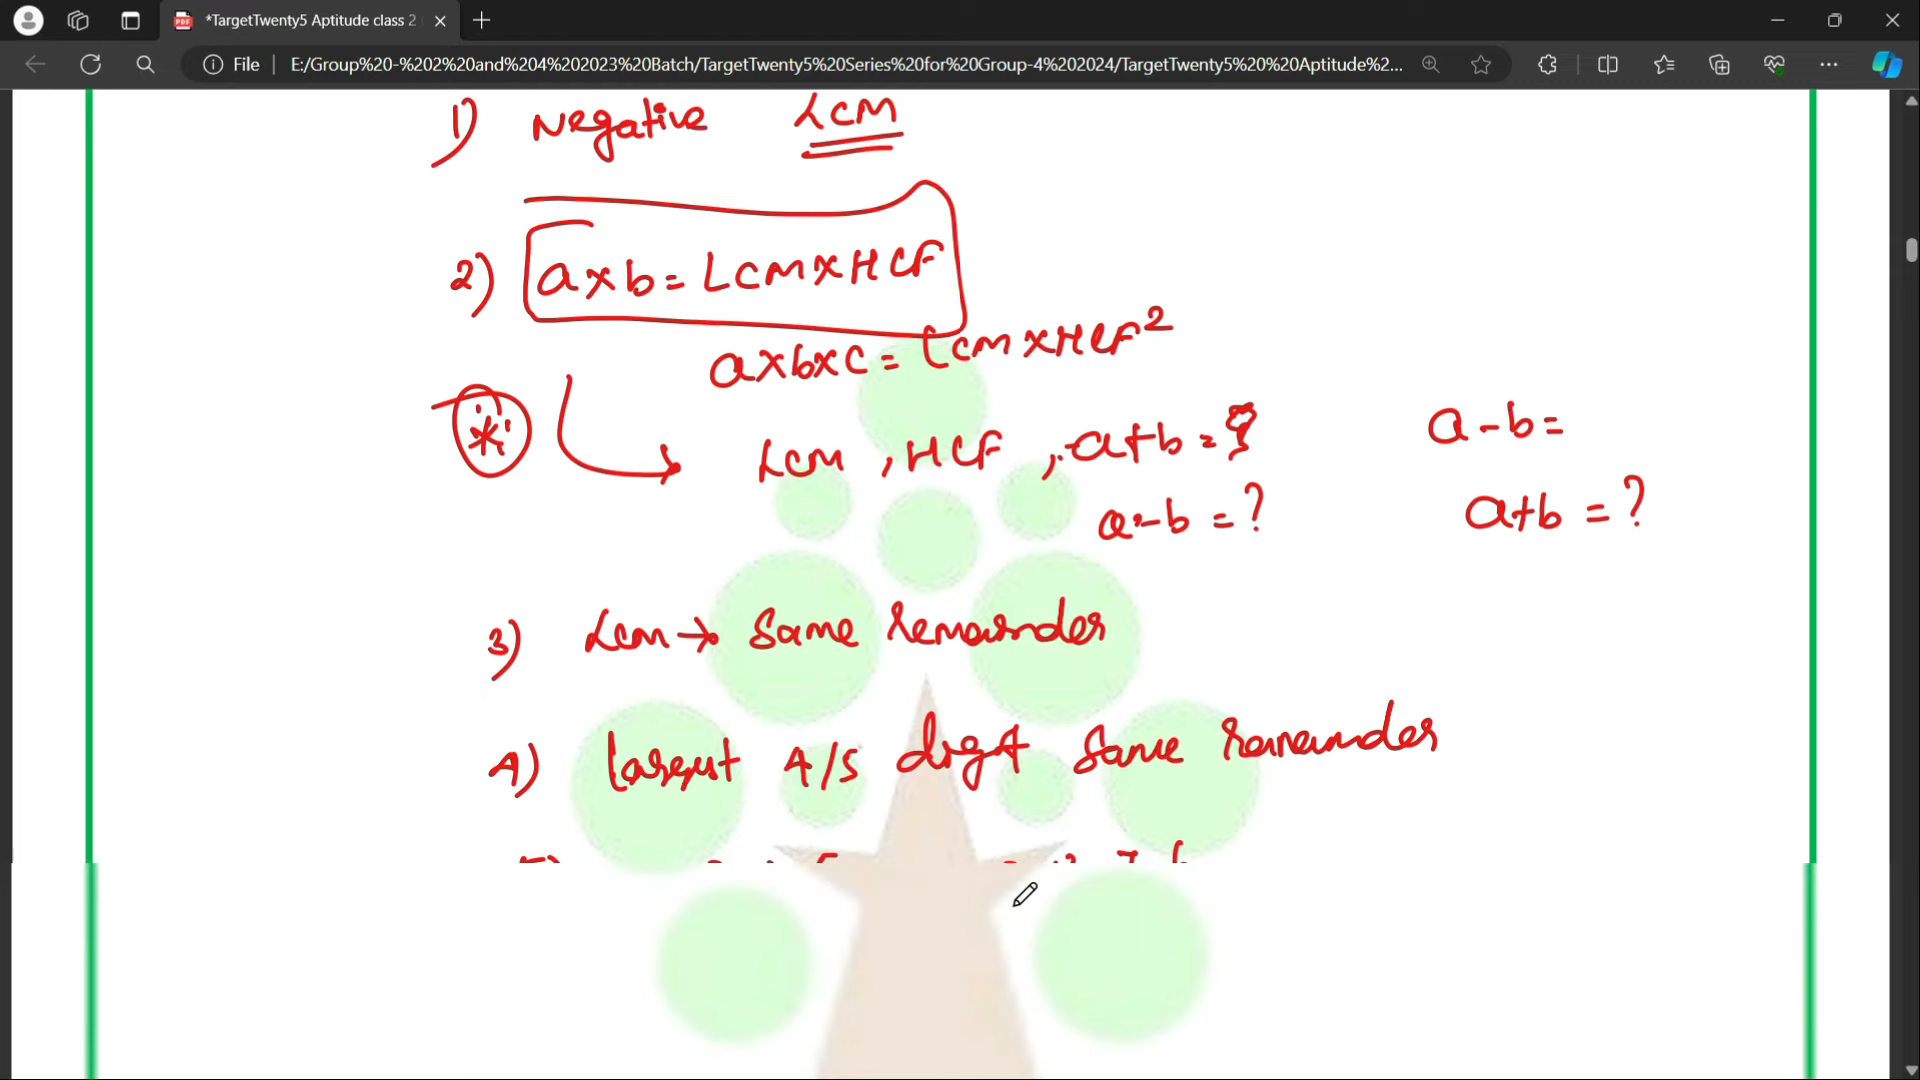 *TargetTwenty5 Aptitude class 2
File
E:/Group%20-%202%20and%204%202023%20Batch/TargetTwenty5%20Series%20for%20Group-4%202024/TargetTwenty5%20%20Aptitude%2...
1) Negative LCM
2) a×b=LCM×HCF
a×b×c=LCM×HCF²
LCM, HCF, a+b=?
a-b=
a-b=?
a+b=?
3) LCM→ Same Remainder
4) largest 4/5 digit Same Remainder